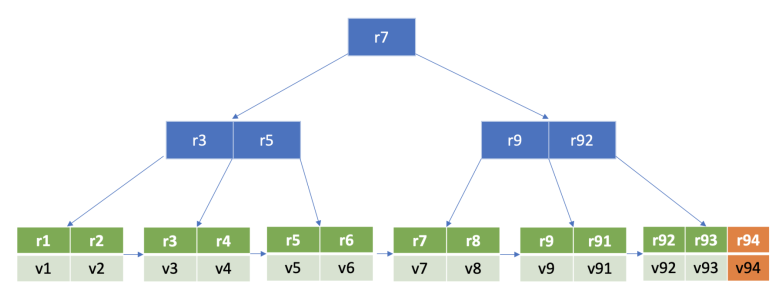 r7
r3 r5 r9 r92
r1 r2 r3 r4 r5 r6 r7 r8 r9 r91 r92 r93 r94
v1 v2 v3 v4 v5 v6 v7 v8 v9 v91 v92 v93 v94